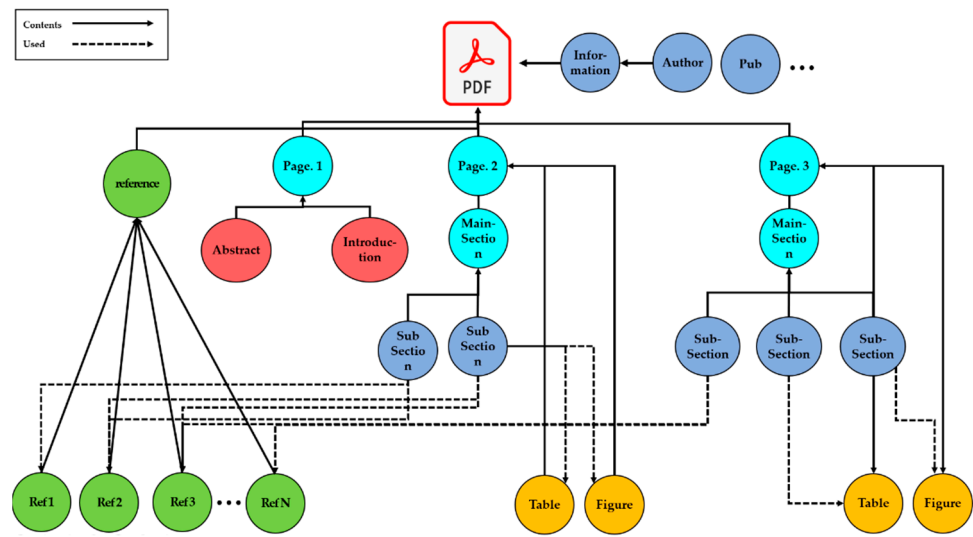 Contents
Used
PDF
Infor-
mation
Author
Pub
...
reference
Page. 1
Page. 2
Page. 3
Abstract
Introduc-
tion
Main-
Sectio
n
Main-
Sectio
n
Sub
Sectio
n
Sub
Sectio
n
Sub-
Section
Sub-
Section
Sub-
Section
Ref1
Ref2
Ref3
...
RefN
Table
Figure
Table
Figure